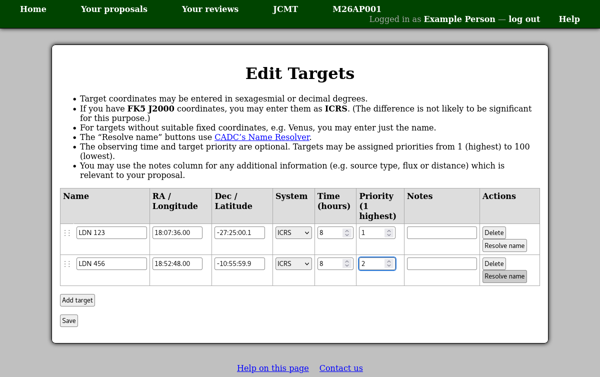 Home Your proposals Your reviews JCMT M26AP001
Logged in as Example Person — log out Help
Edit Targets
• Target coordinates may be entered in sexagesmial or decimal degrees.
• If you have FK5 J2000 coordinates, you may enter them as ICRS. (The difference is not likely to be significant
for this purpose.)
• For targets without suitable fixed coordinates, e.g. Venus, you may enter just the name.
• The “Resolve name” buttons use CADC’s Name Resolver.
• The observing time and target priority are optional. Targets may be assigned priorities from 1 (highest) to 100
(lowest).
• You may use the notes column for any additional information (e.g. source type, flux or distance) which is
relevant to your proposal.
Name RA / Dec / System Time Priority Notes Actions
Longitude Latitude (hours) (1
highest)
LDN 123 18:07:36.00 -27:25:00.1 ICRS 8 1 Delete
Resolve name
LDN 456 18:52:48.00 -10:55:59.9 ICRS 8 2 Delete
Resolve name
Add target
Save
Help on this page Contact us